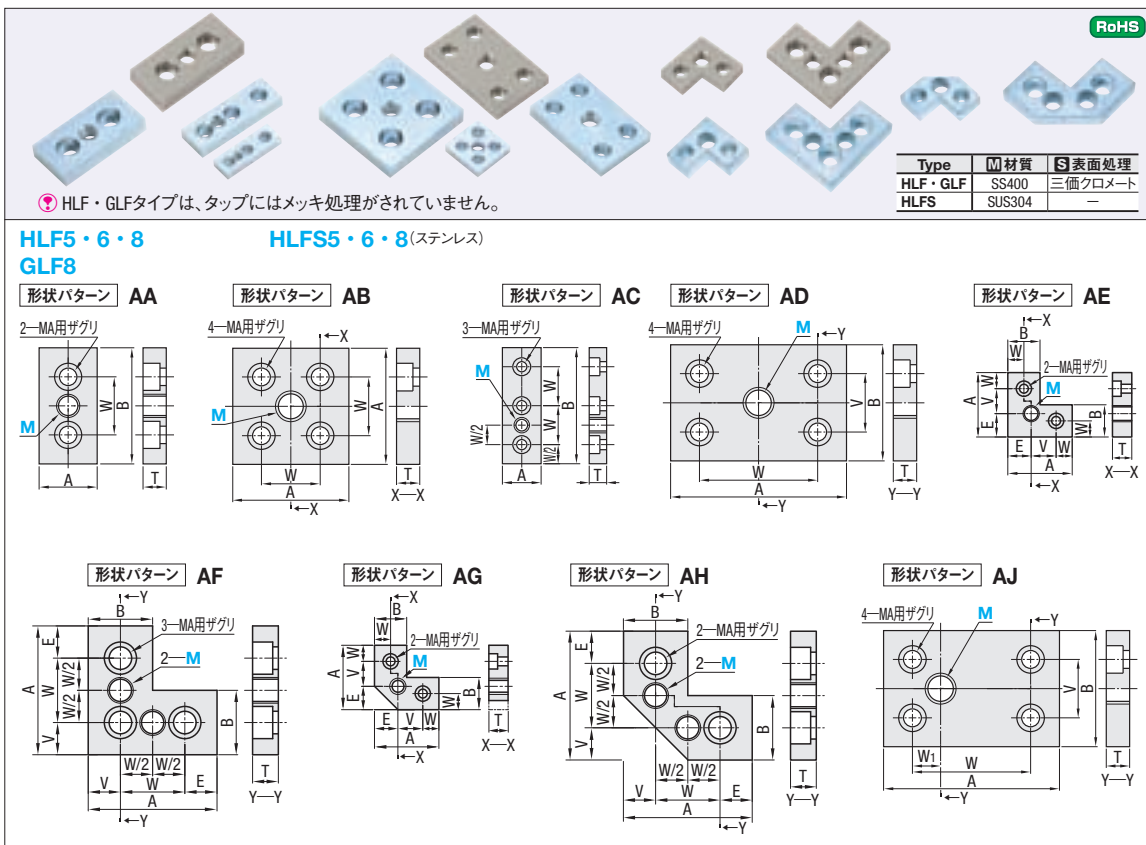 RoHS
Type M材質 S表面処理
HLF・GLF SS400 三価クロメート
HLFS SUS304 －
HLF・GLFタイプは、タップにはメッキ処理がされていません。
HLF5・6・8 HLFS5・6・8(ステンレス)
GLF8
形状パターン AA
2―MA用ザグリ
M
W
B
A
T
形状パターン AB
4―MA用ザグリ
X
M
W
A
W
A
X
T
X―X
形状パターン AC
3―MA用ザグリ
M
W
W
W/2
W/2
B
A
T
形状パターン AD
4―MA用ザグリ
M
Y
V
B
W
A
Y
T
Y―Y
形状パターン AE
X
B
W
2―MA用ザグリ
M
A
W
V
E
B
W
E V W
A
X
T
X―X
形状パターン AF
Y
B
3―MA用ザグリ
2―M
A
E
W
W/2
W/2
V
B
W/2 W/2
V W E
A
Y
T
Y―Y
形状パターン AG
X
B
W
2―MA用ザグリ
M
A
W
V
E
B
W
E V W
A
X
T
X―X
形状パターン AH
Y
B
2―MA用ザグリ
2―M
A
E
W
W/2
W/2
V
B
W/2 W/2
V W E
A
Y
T
Y―Y
形状パターン AJ
4―MA用ザグリ
M
Y
V
B
W1
W
A
Y
T
Y―Y